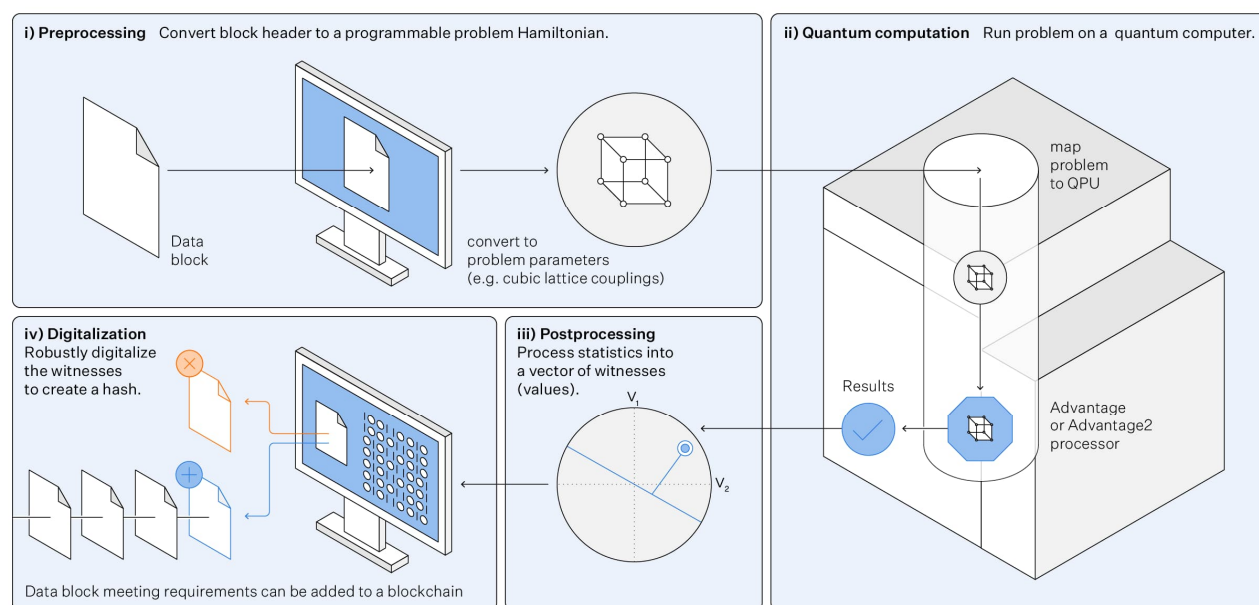 i) Preprocessing Convert block header to a programmable problem Hamiltonian.
Data
block
convert to
problem parameters
(e.g. cubic lattice couplings)
ii) Quantum computation Run problem on a quantum computer.
map
problem
to QPU
Advantage
or Advantage2
processor
Results
iii) Postprocessing
Process statistics into
a vector of witnesses
(values).
V1
V2
iv) Digitalization
Robustly digitalize
the witnesses
to create a hash.
Data block meeting requirements can be added to a blockchain